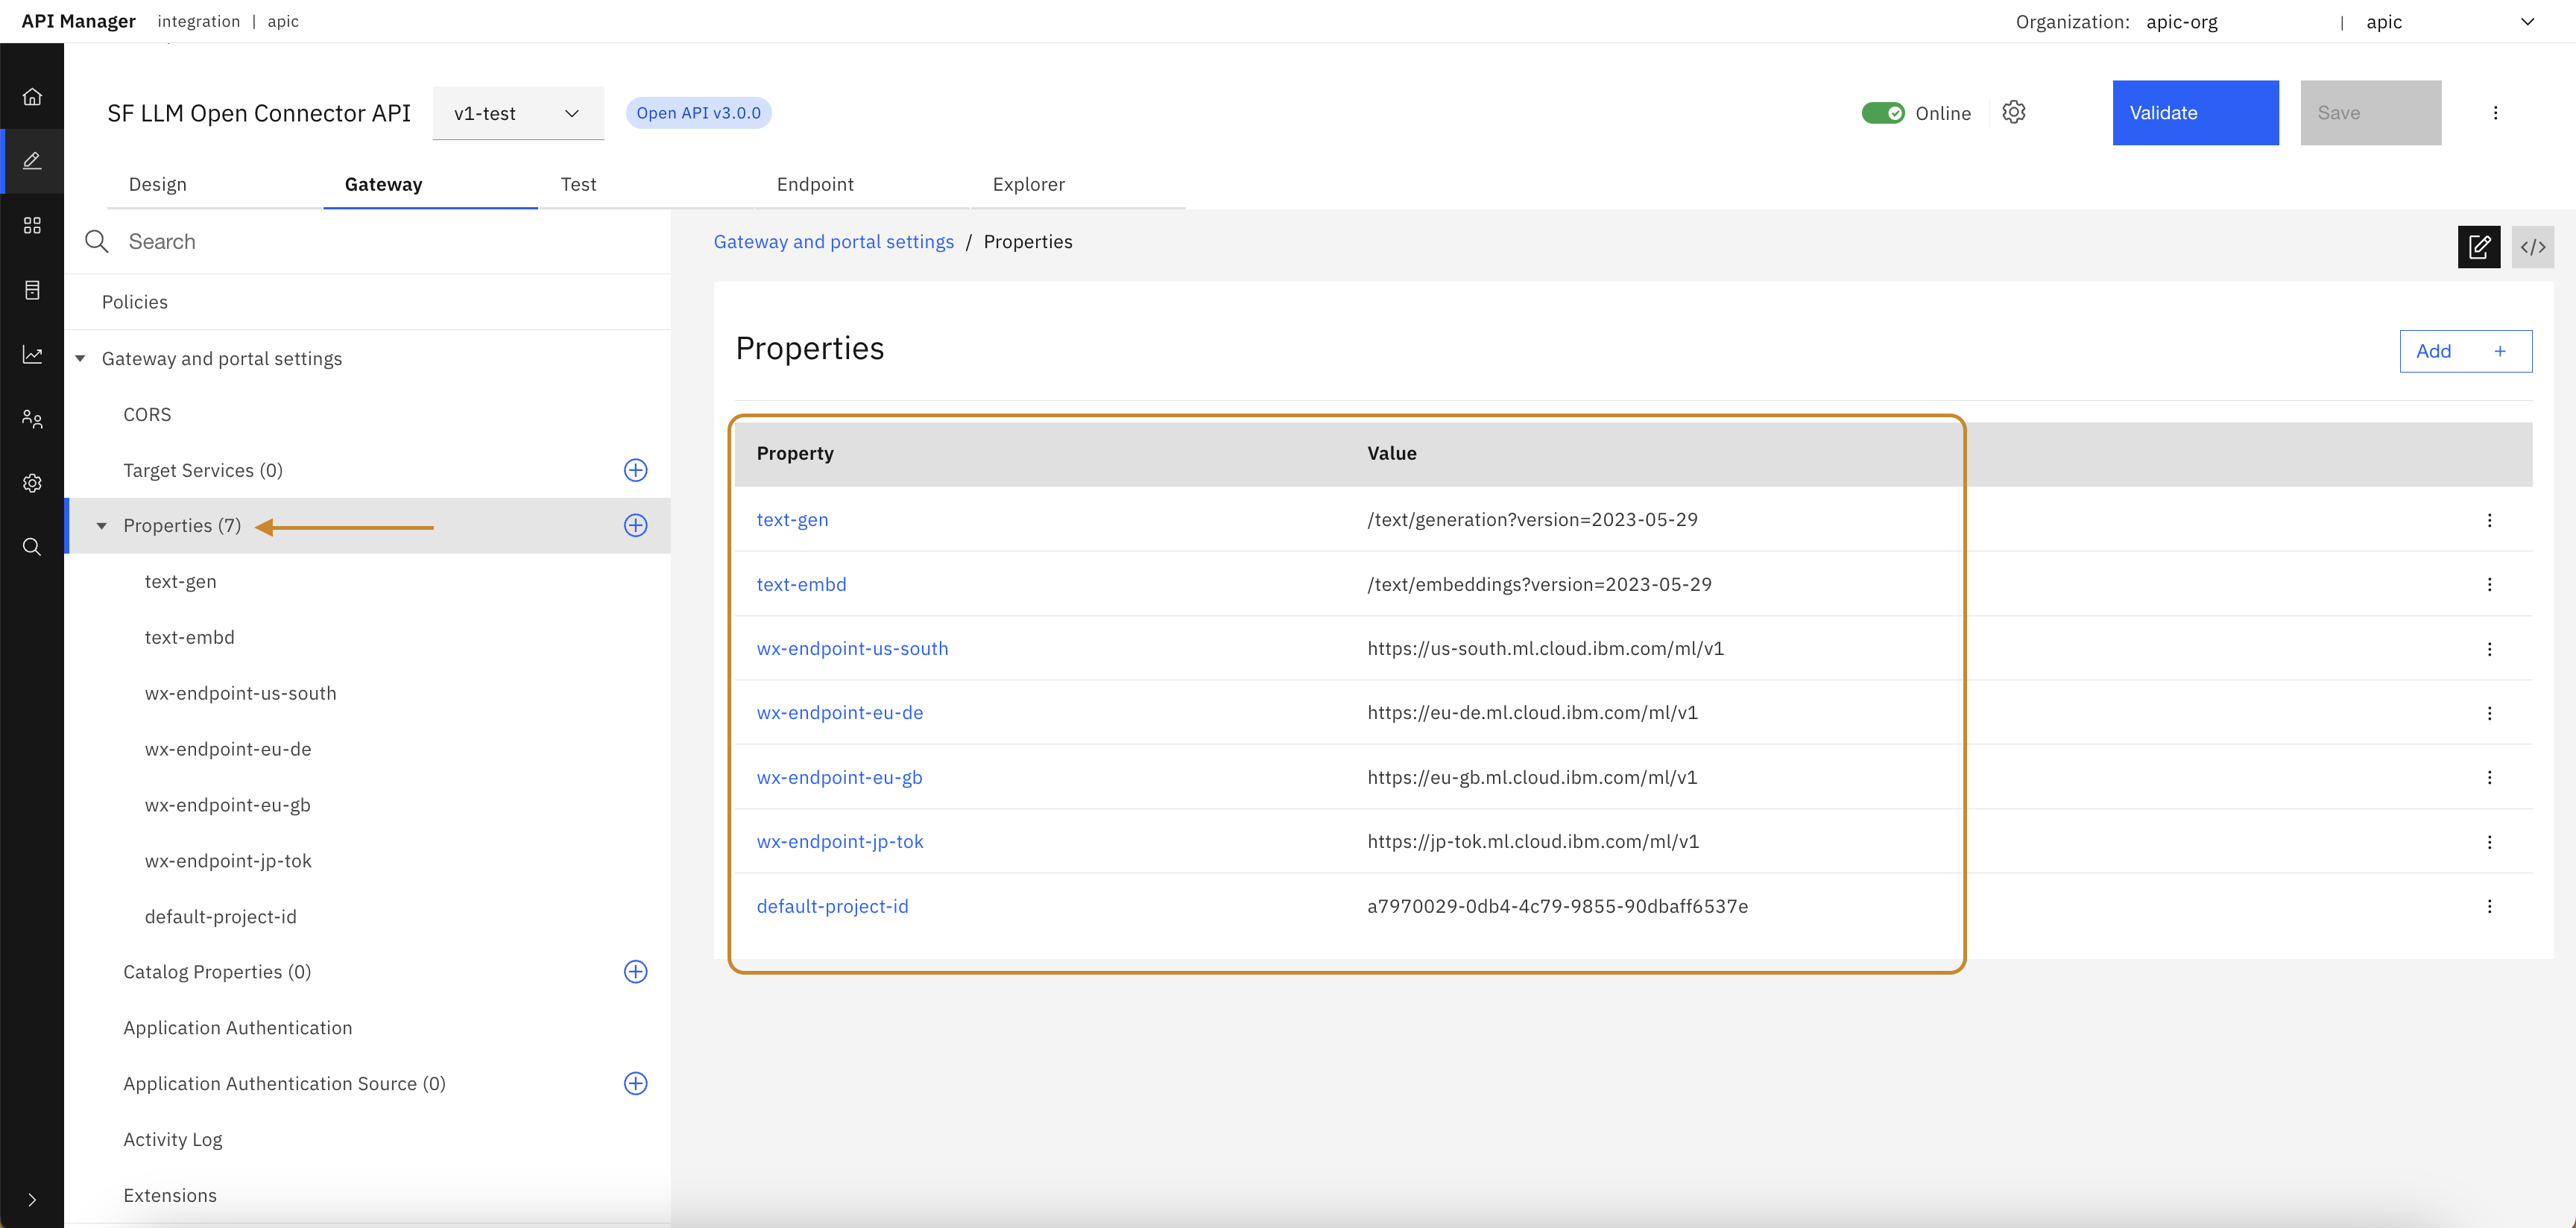 API Manager integration | apic Organization: apic-org | apic
SF LLM Open Connector API v1-test Open API v3.0.0 Online Validate Save
Design Gateway Test Endpoint Explorer
Search
Policies
Gateway and portal settings
CORS
Target Services (0)
Properties (7)
text-gen
text-embd
wx-endpoint-us-south
wx-endpoint-eu-de
wx-endpoint-eu-gb
wx-endpoint-jp-tok
default-project-id
Catalog Properties (0)
Application Authentication
Application Authentication Source (0)
Activity Log
Extensions
Gateway and portal settings / Properties
Properties
Add +
Property Value
text-gen /text/generation?version=2023-05-29
text-embd /text/embeddings?version=2023-05-29
wx-endpoint-us-south https://us-south.ml.cloud.ibm.com/ml/v1
wx-endpoint-eu-de https://eu-de.ml.cloud.ibm.com/ml/v1
wx-endpoint-eu-gb https://eu-gb.ml.cloud.ibm.com/ml/v1
wx-endpoint-jp-tok https://jp-tok.ml.cloud.ibm.com/ml/v1
default-project-id a7970029-0db4-4c79-9855-90dbaff6537e